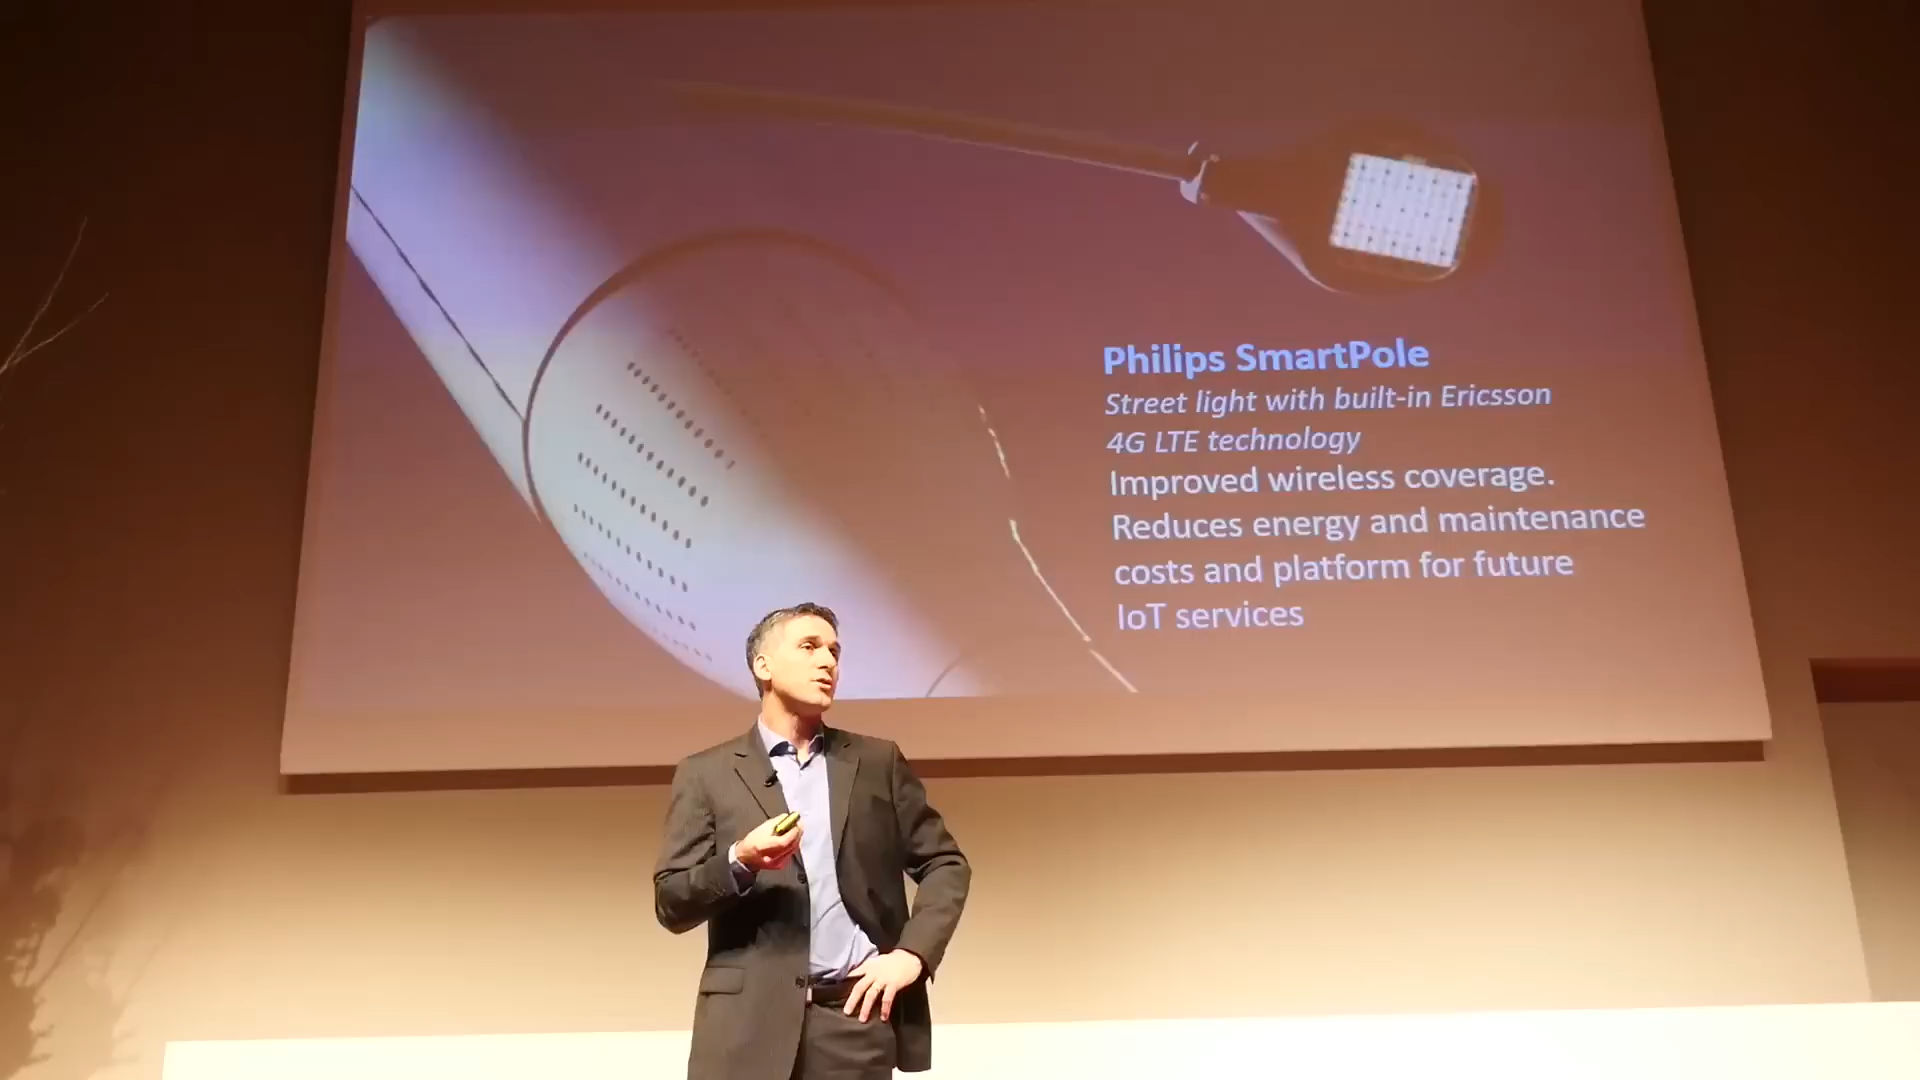 Philips SmartPole
Street light with built-in Ericsson
4G LTE technology
Improved wireless coverage.
Reduces energy and maintenance
costs and platform for future
IoT services